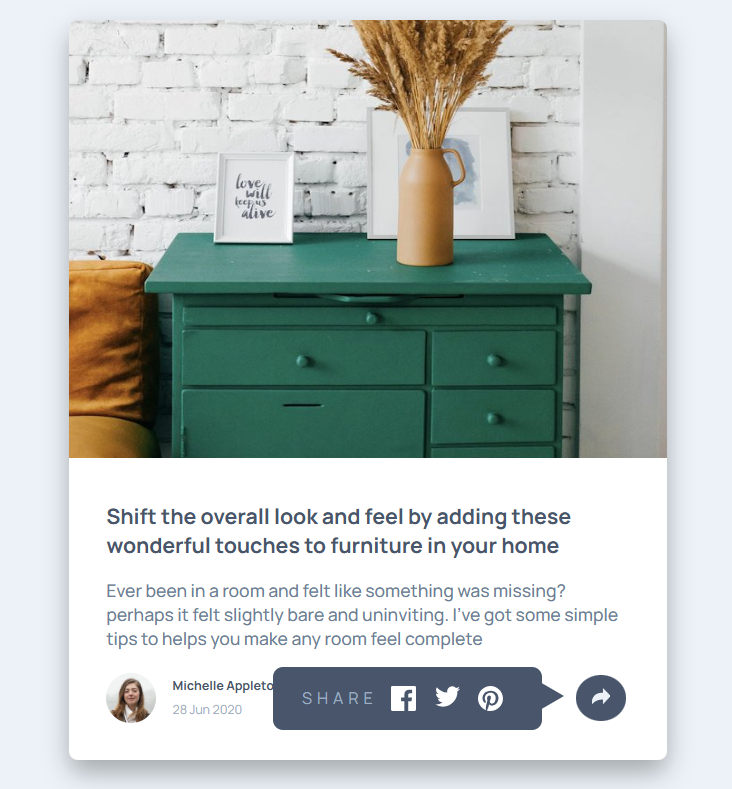 love
will
keep us
alive
Shift the overall look and feel by adding these
wonderful touches to furniture in your home
Ever been in a room and felt like something was missing?
perhaps it felt slightly bare and uninviting. I've got some simple
tips to helps you make any room feel complete
Michelle Appleto
28 Jun 2020
SHARE